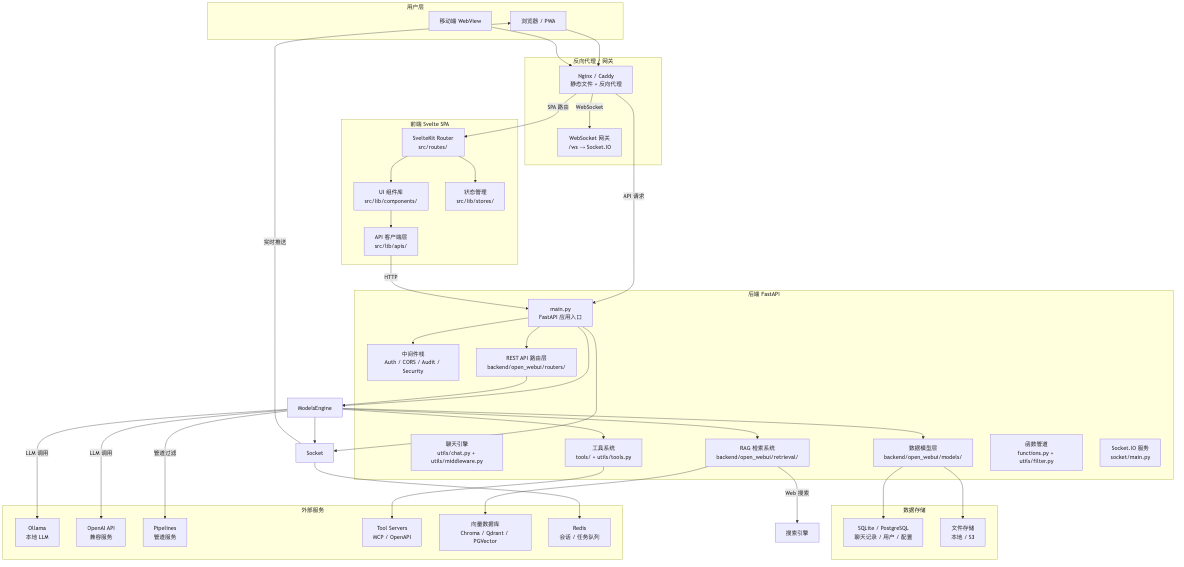 用户层
移动端 WebView
浏览器 / PWA
反向代理 / 网关
Nginx / Caddy
静态文件 + 反向代理
SPA 路由
WebSocket
WebSocket 网关
/ws → Socket.IO
前端 Svelte SPA
SvelteKit Router
src/routes/
UI 组件库
src/lib/components/
状态管理
src/lib/stores/
API 客户端层
src/lib/apis/
API 请求
实时推送
HTTP
后端 FastAPI
main.py
FastAPI 应用入口
中间件栈
Auth / CORS / Audit /
Security
REST API 路由层
backend/open_webui/routers/
ModelsEngine
Socket
聊天引擎
utils/chat.py +
utils/middleware.py
工具系统
tools/ + utils/tools.py
RAG 检索系统
backend/open_webui/retrieval/
数据模型层
backend/open_webui/models/
函数管道
functions.py +
utils/filter.py
Socket.IO 服务
socket/main.py
LLM 调用
LLM 调用
管道过滤
Web 搜索
外部服务
Ollama
本地 LLM
OpenAI API
兼容服务
Pipelines
管道服务
Tool Servers
MCP / OpenAPI
向量数据库
Chroma / Qdrant /
PGVector
Redis
会话 / 任务队列
搜索引擎
数据存储
SQLite / PostgreSQL
聊天记录 / 用户 / 配置
文件存储
本地 / S3